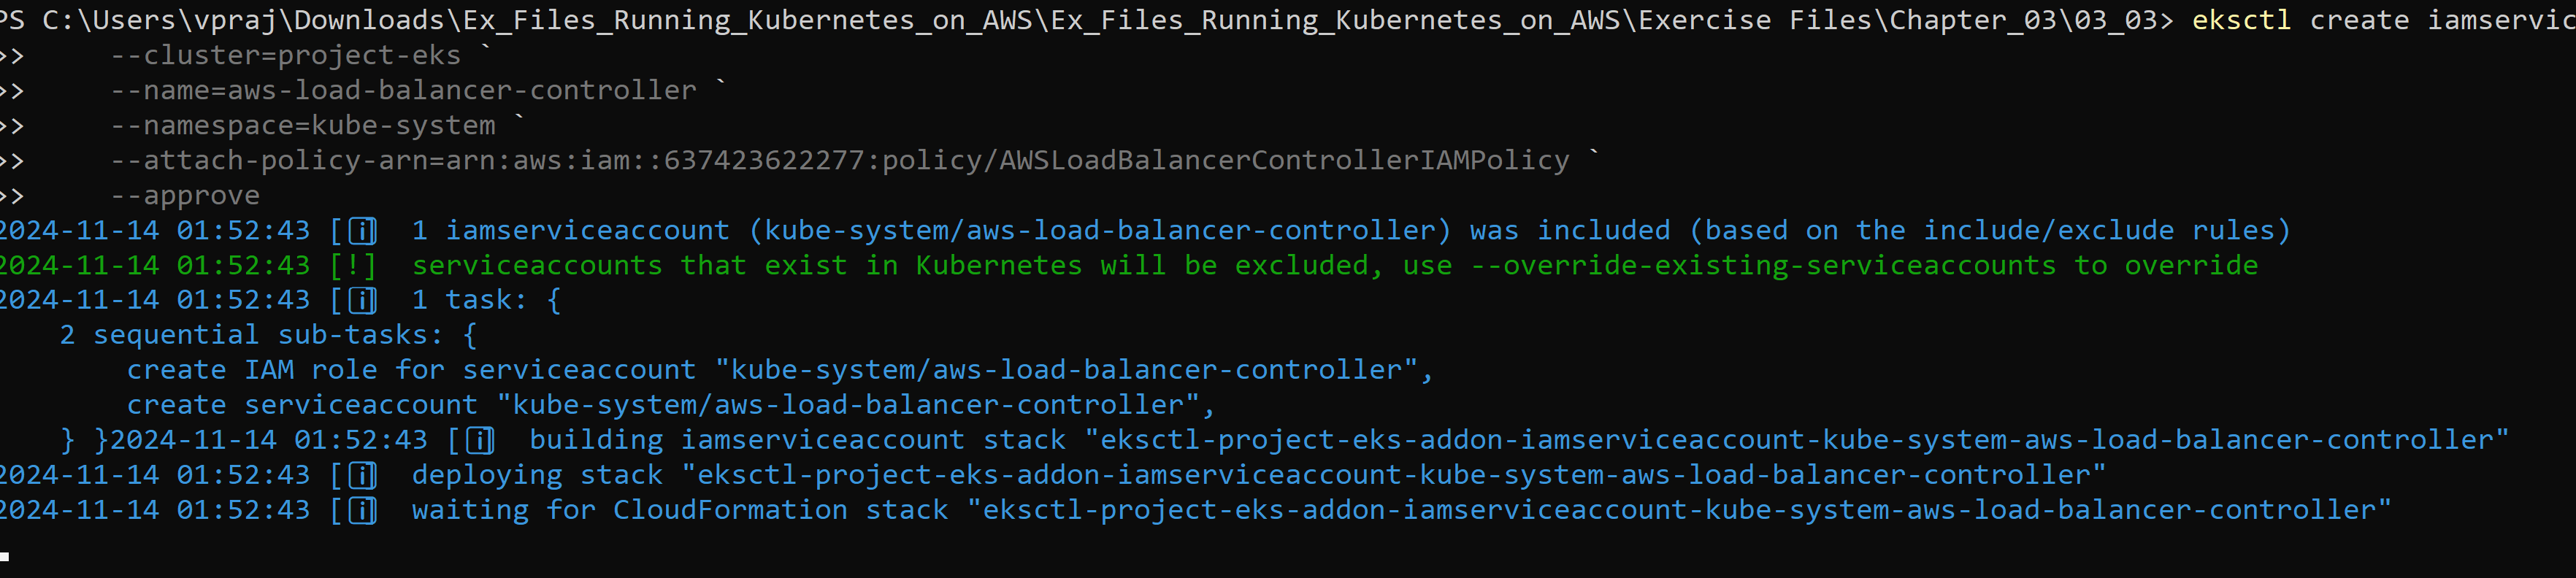 PS C:\Users\vpraj\Downloads\Ex_Files_Running_Kubernetes_on_AWS\Ex_Files_Running_Kubernetes_on_AWS\Exercise Files\Chapter_03\03_03> eksctl create iamservic
>>     --cluster=project-eks `
>>     --name=aws-load-balancer-controller `
>>     --namespace=kube-system `
>>     --attach-policy-arn=arn:aws:iam::637423622277:policy/AWSLoadBalancerControllerIAMPolicy `
>>     --approve
2024-11-14 01:52:43 [ℹ]  1 iamserviceaccount (kube-system/aws-load-balancer-controller) was included (based on the include/exclude rules)
2024-11-14 01:52:43 [!]  serviceaccounts that exist in Kubernetes will be excluded, use --override-existing-serviceaccounts to override
2024-11-14 01:52:43 [ℹ]  1 task: {
    2 sequential sub-tasks: {
        create IAM role for serviceaccount "kube-system/aws-load-balancer-controller",
        create serviceaccount "kube-system/aws-load-balancer-controller",
    } }2024-11-14 01:52:43 [ℹ]  building iamserviceaccount stack "eksctl-project-eks-addon-iamserviceaccount-kube-system-aws-load-balancer-controller"
2024-11-14 01:52:43 [ℹ]  deploying stack "eksctl-project-eks-addon-iamserviceaccount-kube-system-aws-load-balancer-controller"
2024-11-14 01:52:43 [ℹ]  waiting for CloudFormation stack "eksctl-project-eks-addon-iamserviceaccount-kube-system-aws-load-balancer-controller"